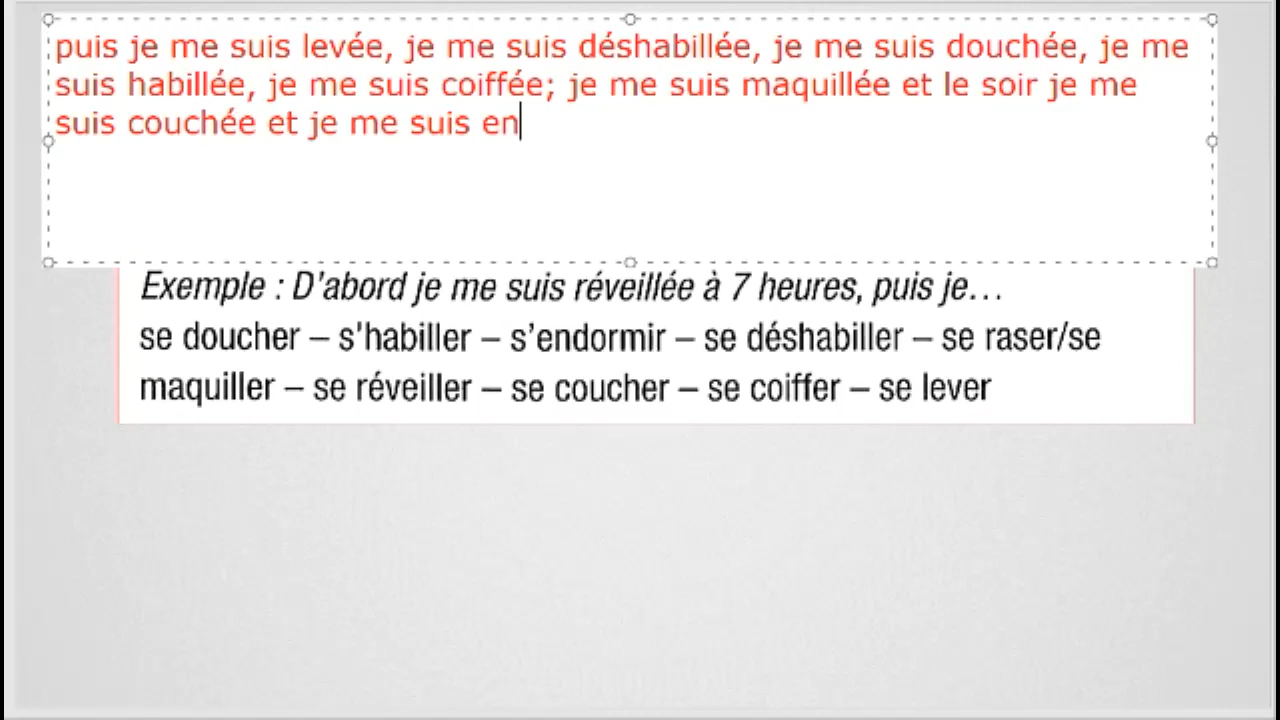 puis je me suis levée, je me suis déshabillée, je me suis douchée, je me
suis habillée, je me suis coiffée; je me suis maquillée et le soir je me
suis couchée et je me suis en
Exemple : D'abord je me suis réveillée à 7 heures, puis je…
se doucher – s'habiller – s’endormir – se déshabiller – se raser/se
maquiller – se réveiller – se coucher – se coiffer – se lever